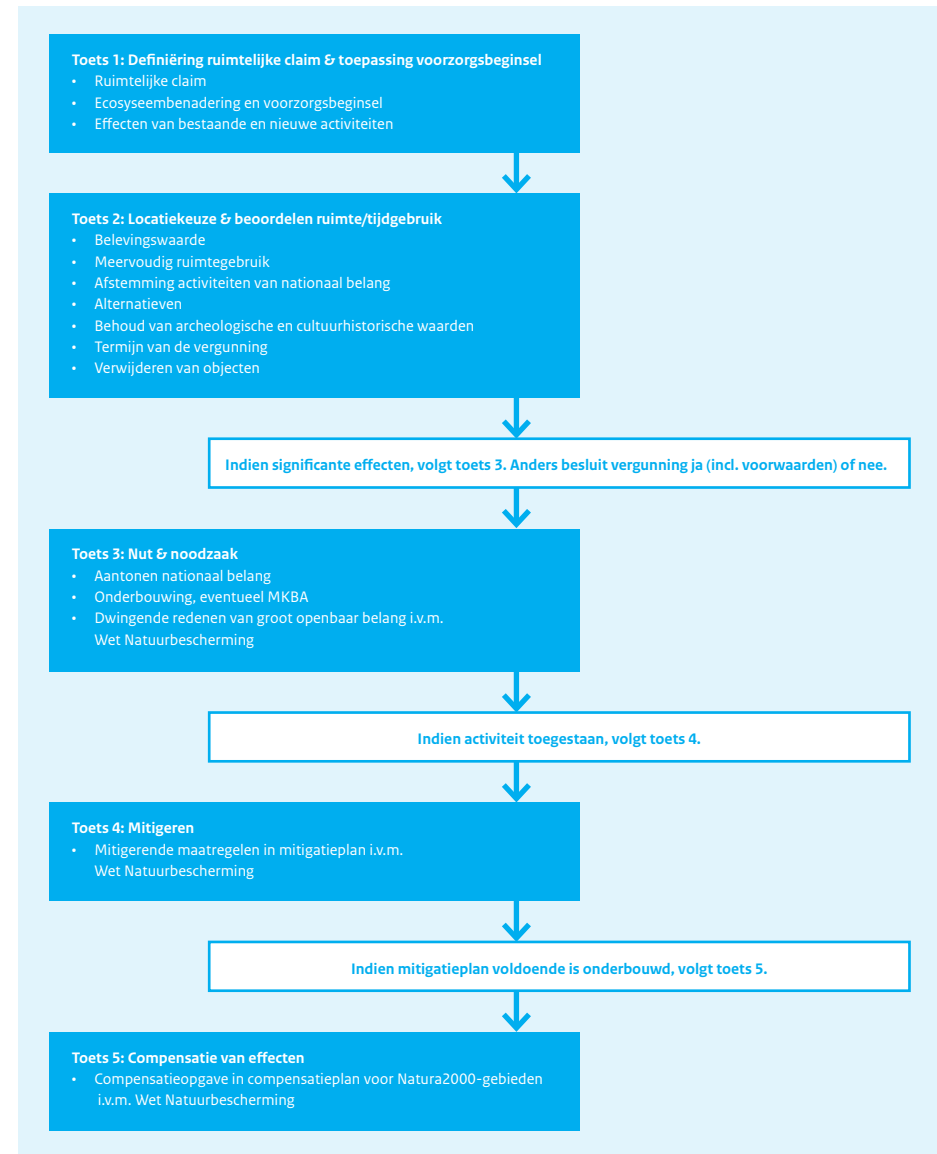 Toets 1: Definiëring ruimtelijke claim & toepassing voorzorgsbeginsel
• Ruimtelijke claim
• Ecosyseembenadering en voorzorgsbeginsel
• Effecten van bestaande en nieuwe activiteiten
Toets 2: Locatiekeuze & beoordelen ruimte/tijdgebruik
• Belevingswaarde
• Meervoudig ruimtegebruik
• Afstemming activiteiten van nationaal belang
• Alternatieven
• Behoud van archeologische en cultuurhistorische waarden
• Termijn van de vergunning
• Verwijderen van objecten
Indien significante effecten, volgt toets 3. Anders besluit vergunning ja (incl. voorwaarden) of nee.
Toets 3: Nut & noodzaak
• Aantonen nationaal belang
• Onderbouwing, eventueel MKBA
• Dwingende redenen van groot openbaar belang i.v.m.
Wet Natuurbescherming
Indien activiteit toegestaan, volgt toets 4.
Toets 4: Mitigeren
• Mitigerende maatregelen in mitigatieplan i.v.m.
Wet Natuurbescherming
Indien mitigatieplan voldoende is onderbouwd, volgt toets 5.
Toets 5: Compensatie van effecten
• Compensatieopgave in compensatieplan voor Natura2000-gebieden
i.v.m. Wet Natuurbescherming